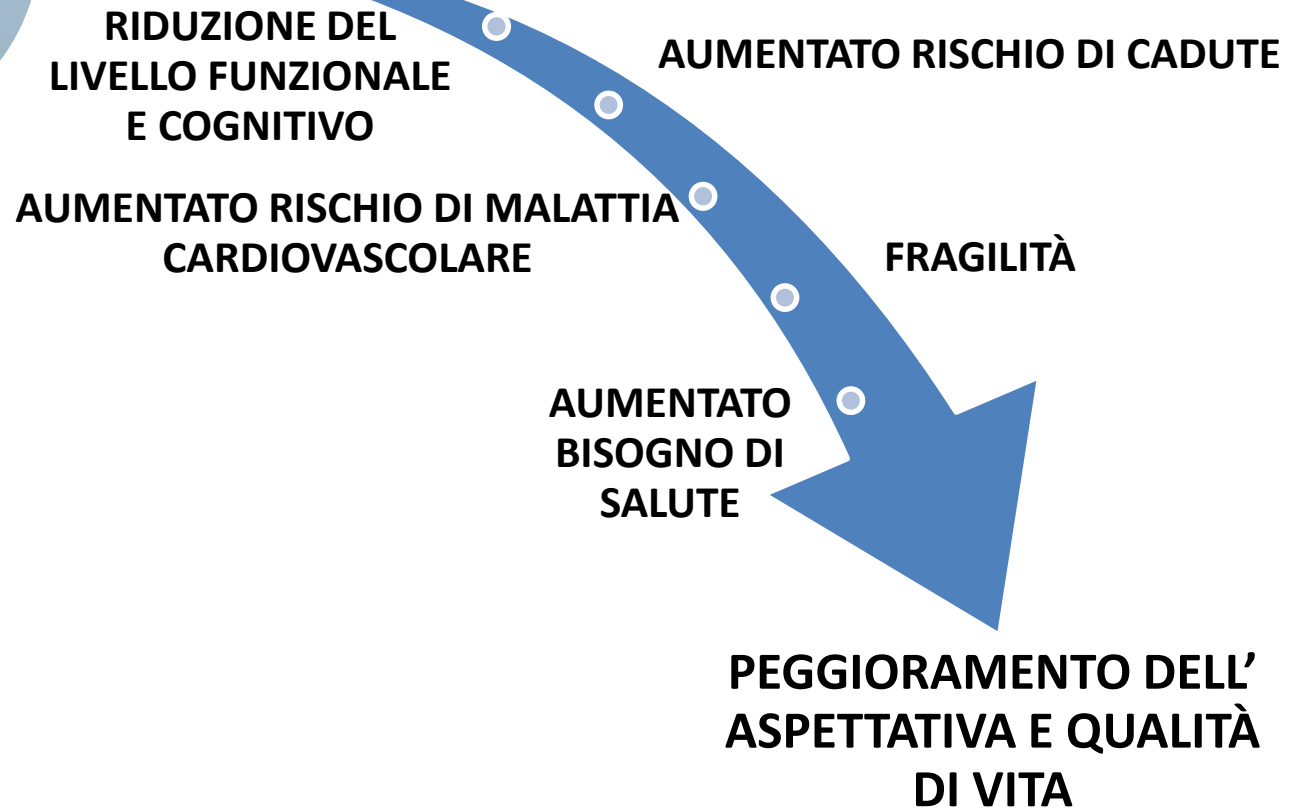 RIDUZIONE DEL
LIVELLO FUNZIONALE
E COGNITIVO
AUMENTATO RISCHIO DI CADUTE
AUMENTATO RISCHIO DI MALATTIA
CARDIOVASCOLARE
FRAGILITÀ
AUMENTATO
BISOGNO DI
SALUTE
PEGGIORAMENTO DELL’
ASPETTATIVA E QUALITÀ
DI VITA